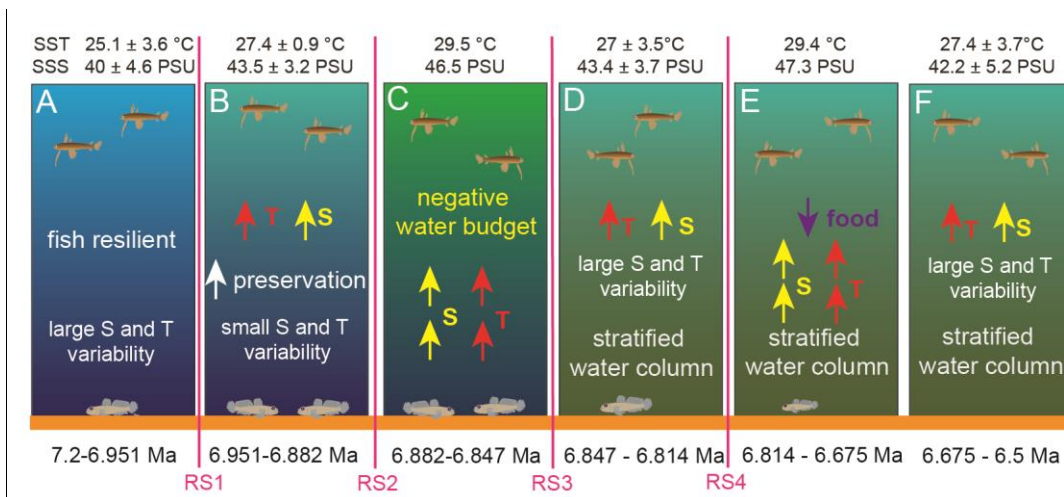 SST 25.1 ± 3.6 °C 27.4 ± 0.9 °C 29.5 °C 27 ± 3.5°C 29.4 °C 27.4 ± 3.7°C
SSS 40 ± 4.6 PSU 43.5 ± 3.2 PSU 46.5 PSU 43.4 ± 3.7 PSU 47.3 PSU 42.2 ± 5.2 PSU
A
fish resilient
large S and T
variability
B
T S
preservation
small S and T
variability
C
negative
water budget
S T
D
T S
large S and T
variability
stratified
water column
E
food
S T
stratified
water column
F
T S
large S and T
variability
stratified
water column
7.2-6.951 Ma 6.951-6.882 Ma 6.882-6.847 Ma 6.847 - 6.814 Ma 6.814 - 6.675 Ma 6.675 - 6.5 Ma
RS1 RS2 RS3 RS4